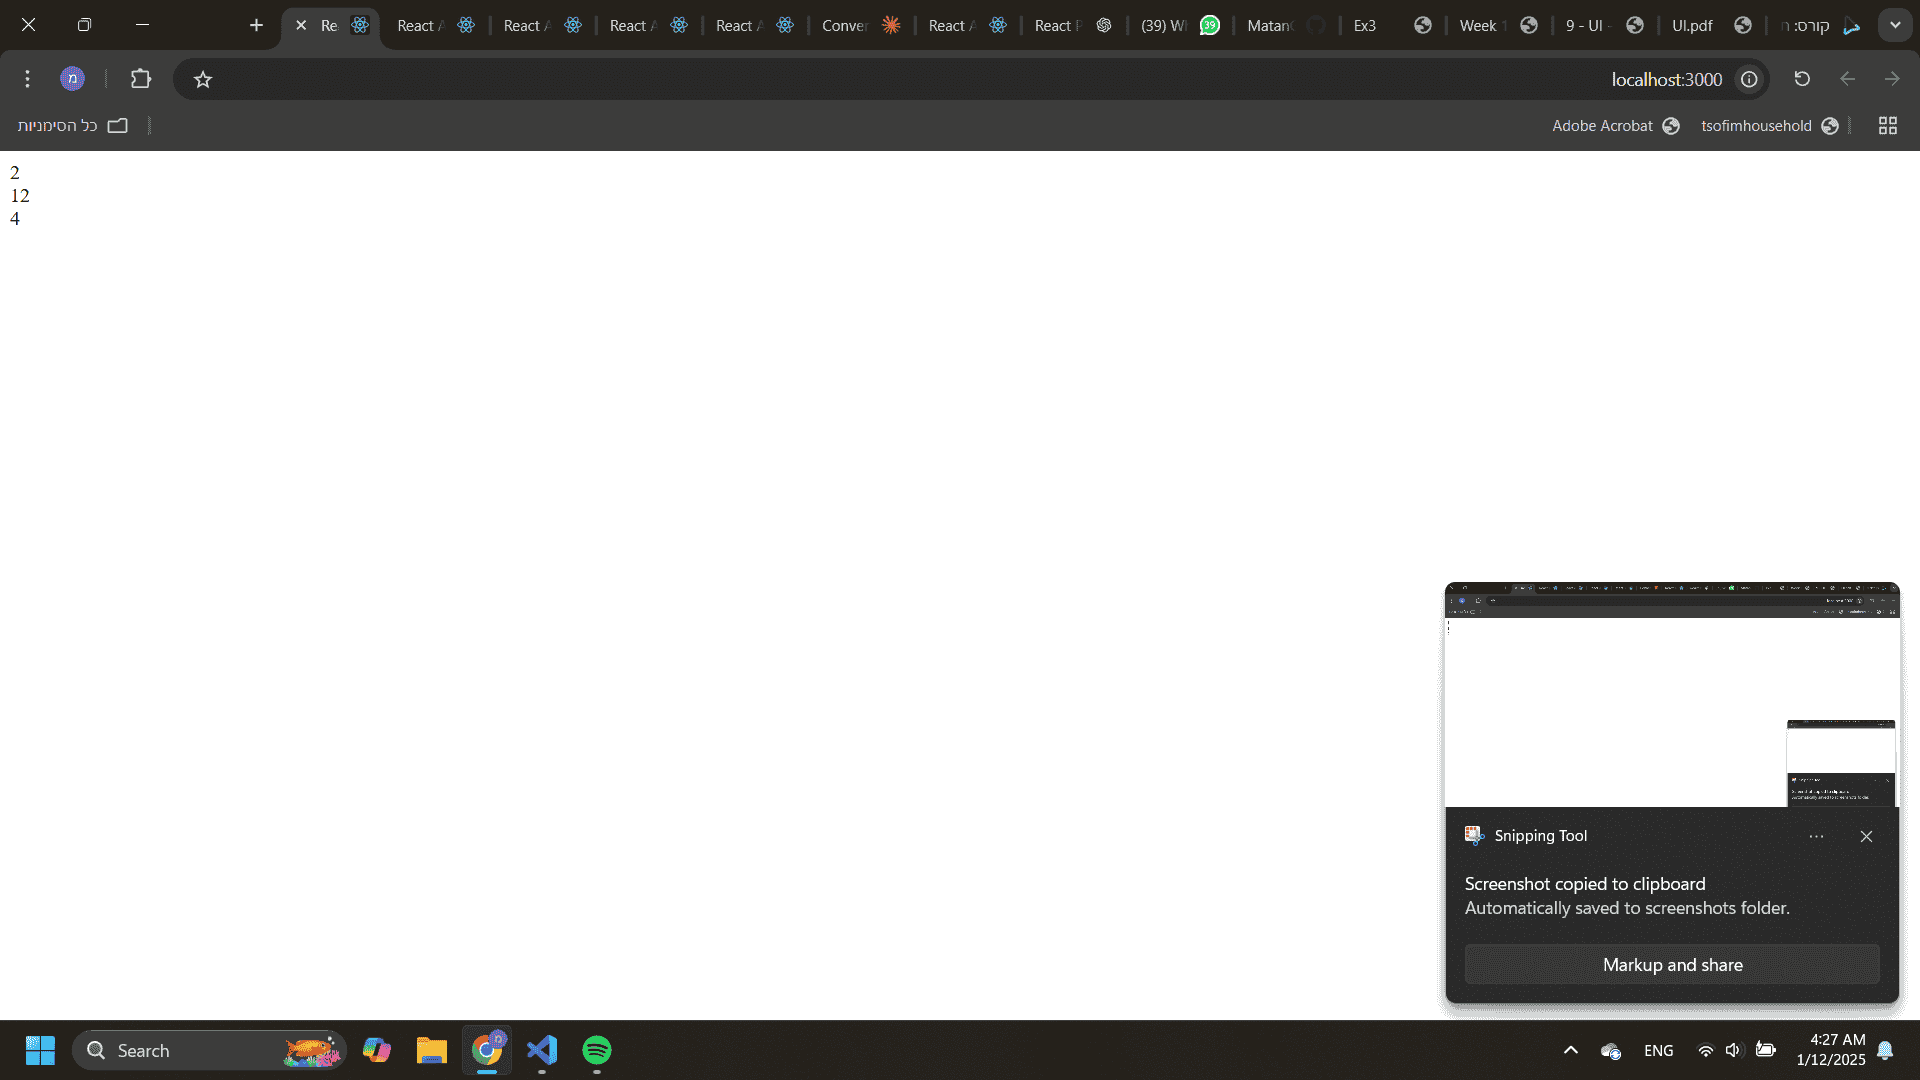 Re
React A
React A
React A
React A
Conver
React A
React P
(39) W
Matan
Ex3
Week 1
9 - UI -
UI.pdf
קורס: ח
localhost:3000
כל הסימניות
Adobe Acrobat
tsofimhousehold
2
12
4
Snipping Tool
Screenshot copied to clipboard
Automatically saved to screenshots folder.
Markup and share
Search
ENG
4:27 AM
1/12/2025